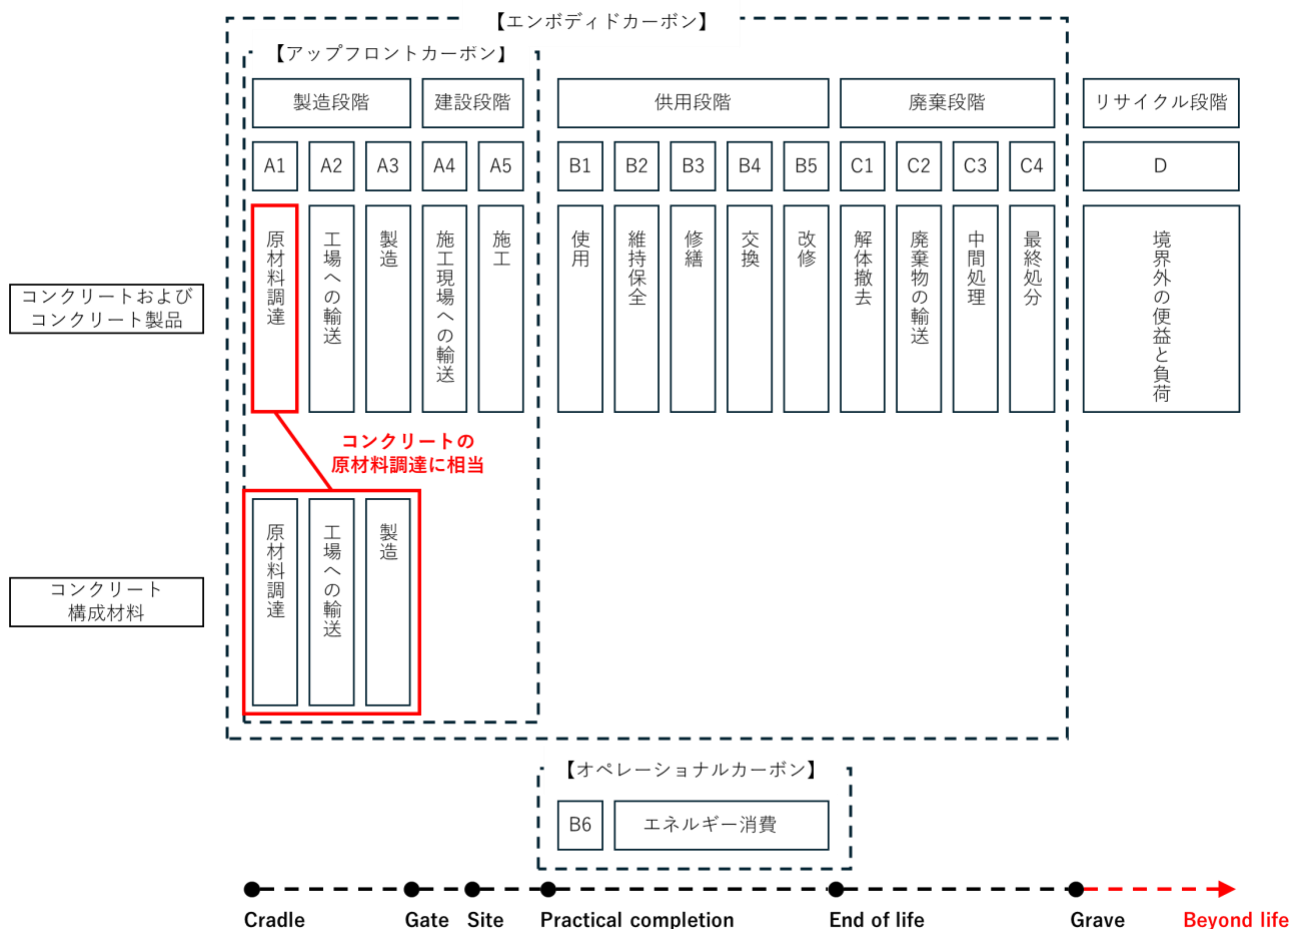 【エンボディドカーボン】
【アップフロントカーボン】
製造段階
建設段階
供用段階
廃棄段階
リサイクル段階
A1
A2
A3
A4
A5
B1
B2
B3
B4
B5
C1
C2
C3
C4
D
コンクリートおよび
コンクリート製品
原材料調達
工場への輸送
製造
施工現場への輸送
施工
使用
維持保全
修繕
交換
改修
解体撤去
廃棄物の輸送
中間処理
最終処分
境界外の便益と負荷
コンクリートの
原材料調達に相当
コンクリート
構成材料
原材料調達
工場への輸送
製造
【オペレーショナルカーボン】
B6
エネルギー消費
Cradle
Gate
Site
Practical completion
End of life
Grave
Beyond life